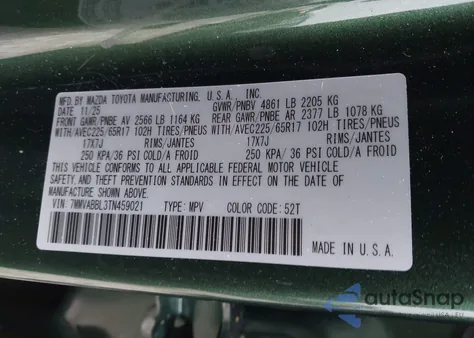 MFD. BY MAZDA TOYOTA MANUFACTURING, U.S.A., INC.
DATE 11/25 GVWR/PNBV 4861 LB 2205 KG
FRONT GAWR/PNBE AV 2566 LB 1164 KG REAR GAWR/PNBE AR 2377 LB 1078 KG
WITH/AVEC225/65R17 102H TIRES/PNEUS WITH/AVEC225/65R17 102H TIRES/PNEUS
17X7J RIMS/JANTES 17X7J RIMS/JANTES
250 KPA/36 PSI COLD/A FROID 250 KPA/36 PSI COLD/A FROID
THIS VEHICLE CONFORMS TO ALL APPLICABLE FEDERAL MOTOR VEHICLE
SAFETY, AND THEFT PREVENTION STANDARDS IN EFFECT ON THE DATE OF
MANUFACTURE SHOWN ABOVE.
VIN: 7MMVABBL3TN459021 TYPE: MPV COLOR CODE: 52T
MADE IN U.S.A.
autoSnap